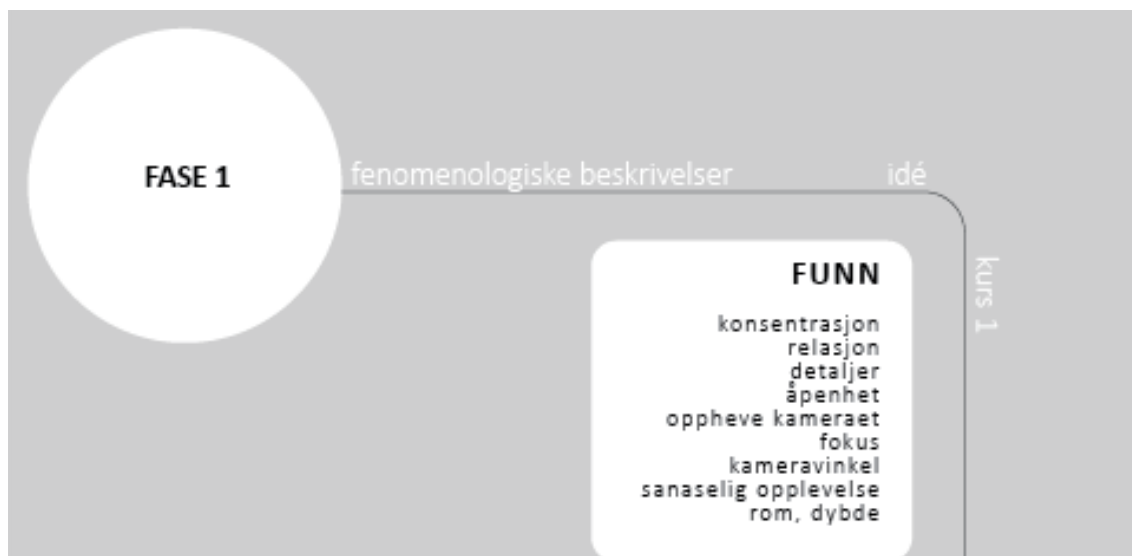 FASE 1
fenomenologiske beskrivelser
idé
kurs 1
FUNN
konsentrasjon
relasjon
detaljer
åpenhet
oppheve kameraet
fokus
kameravinkel
sanaselig opplevelse
rom, dybde